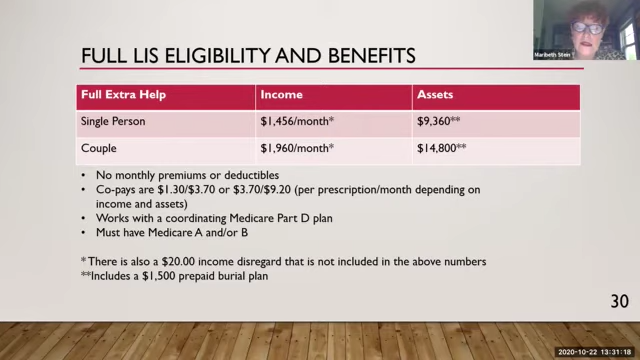 FULL LIS ELIGIBILITY AND BENEFITS
Maribeth Stein
Full Extra Help Income Assets
Single Person $1,456/month* $9,360**
Couple $1,960/month* $14,800**
• No monthly premiums or deductibles
• Co-pays are $1.30/$3.70 or $3.70/$9.20 (per prescription/month depending on
income and assets)
• Works with a coordinating Medicare Part D plan
• Must have Medicare A and/or B
* There is also a $20.00 income disregard that is not included in the above numbers
**Includes a $1,500 prepaid burial plan
30
2020-10-22 13:31:18